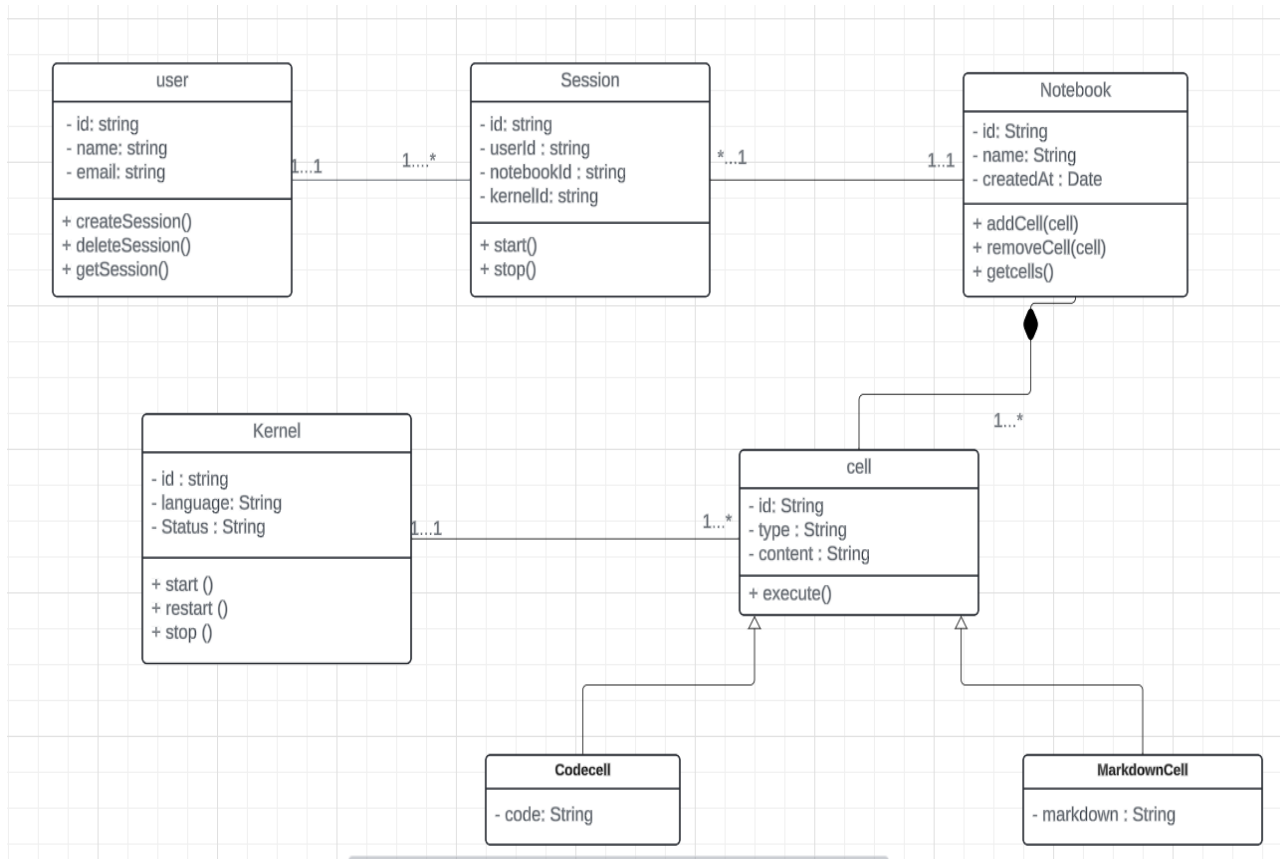 user
- id: string
- name: string
- email: string
+ createSession()
+ deleteSession()
+ getSession()
1...1
1....*
Session
- id: string
- userId : string
- notebookId : string
- kernelId: string
+ start()
+ stop()
*...1
1..1
Notebook
- id: String
- name: String
- createdAt : Date
+ addCell(cell)
+ removeCell(cell)
+ getcells()
1...*
Kernel
- id : string
- language: String
- Status : String
+ start ()
+ restart ()
+ stop ()
1...1
1...*
cell
- id: String
- type : String
- content : String
+ execute()
Codecell
- code: String
MarkdownCell
- markdown : String